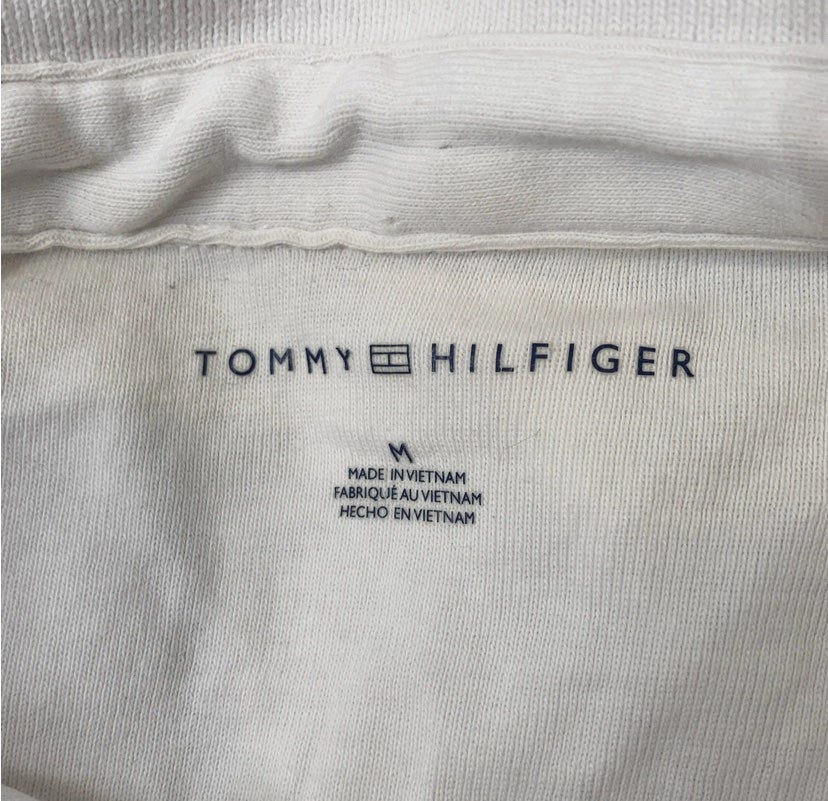 TOMMY HILFIGER
M
MADE IN VIETNAM
FABRIQUÉ AU VIETNAM
HECHO EN VIETNAM